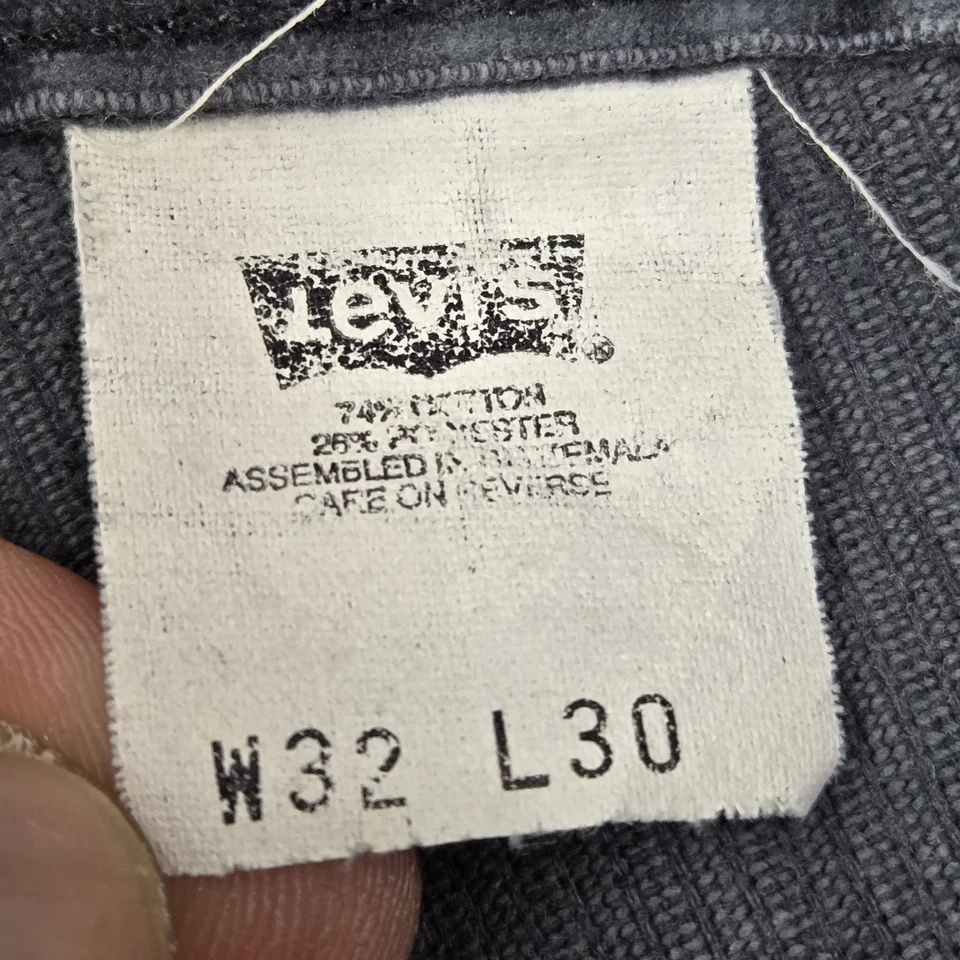 Levi's ®
74% COTTON
26% POLYESTER
ASSEMBLED IN GUATEMALA
CARE ON REVERSE
W32 L30